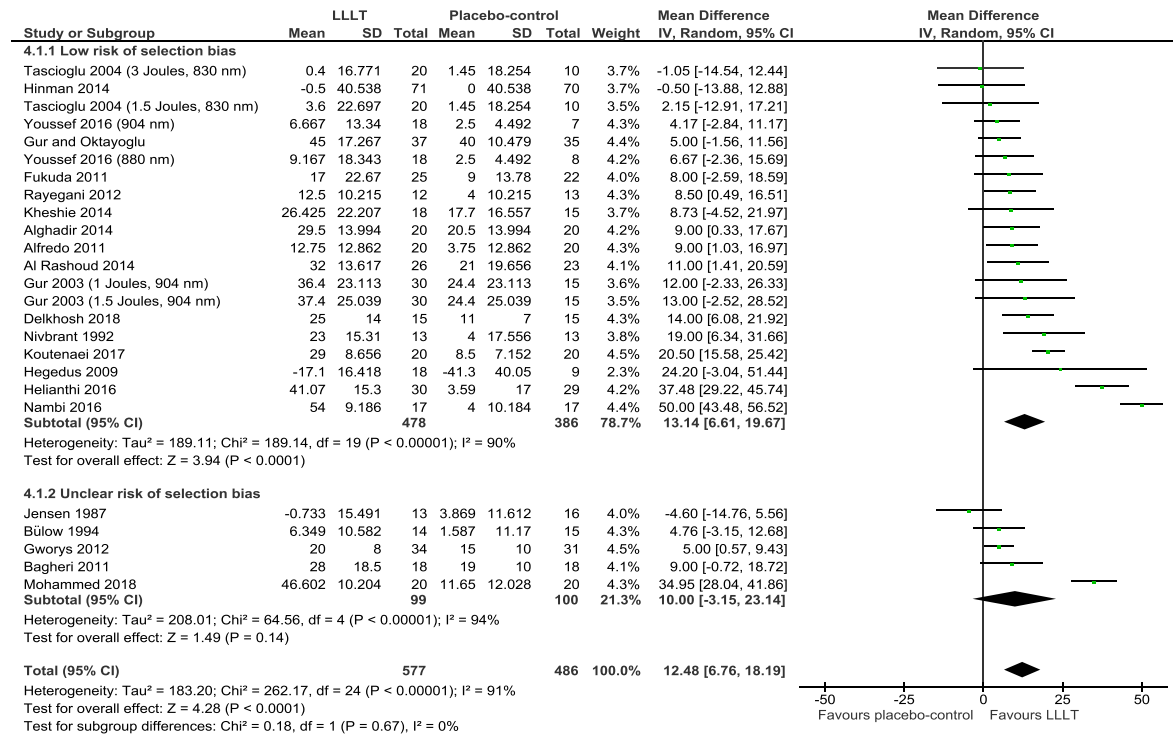 LLLT Placebo-control Mean Difference Mean Difference
Study or Subgroup Mean SD Total Mean SD Total Weight IV, Random, 95% CI IV, Random, 95% CI
4.1.1 Low risk of selection bias
Tascioglu 2004 (3 Joules, 830 nm) 0.4 16.771 20 1.45 18.254 10 3.7% -1.05 [-14.54, 12.44]
Hinman 2014 -0.5 40.538 71 0 40.538 70 3.7% -0.50 [-13.88, 12.88]
Tascioglu 2004 (1.5 Joules, 830 nm) 3.6 22.697 20 1.45 18.254 10 3.5% 2.15 [-12.91, 17.21]
Youssef 2016 (904 nm) 6.667 13.34 18 2.5 4.492 7 4.3% 4.17 [-2.84, 11.17]
Gur and Oktayoglu 45 17.267 37 40 10.479 35 4.4% 5.00 [-1.56, 11.56]
Youssef 2016 (880 nm) 9.167 18.343 18 2.5 4.492 8 4.2% 6.67 [-2.36, 15.69]
Fukuda 2011 17 22.67 25 9 13.78 22 4.0% 8.00 [-2.59, 18.59]
Rayegani 2012 12.5 10.215 12 4 10.215 13 4.3% 8.50 [0.49, 16.51]
Kheshie 2014 26.425 22.207 18 17.7 16.557 15 3.7% 8.73 [-4.52, 21.97]
Alghadir 2014 29.5 13.994 20 20.5 13.994 20 4.2% 9.00 [0.33, 17.67]
Alfredo 2011 12.75 12.862 20 3.75 12.862 20 4.3% 9.00 [1.03, 16.97]
Al Rashoud 2014 32 13.617 26 21 19.656 23 4.1% 11.00 [1.41, 20.59]
Gur 2003 (1 Joules, 904 nm) 36.4 23.113 30 24.4 23.113 15 3.6% 12.00 [-2.33, 26.33]
Gur 2003 (1.5 Joules, 904 nm) 37.4 25.039 30 24.4 25.039 15 3.5% 13.00 [-2.52, 28.52]
Delkhosh 2018 25 14 15 11 7 15 4.3% 14.00 [6.08, 21.92]
Nivbrant 1992 23 15.31 13 4 17.556 13 3.8% 19.00 [6.34, 31.66]
Koutenaei 2017 29 8.656 20 8.5 7.152 20 4.5% 20.50 [15.58, 25.42]
Hegedus 2009 -17.1 16.418 18 -41.3 40.05 9 2.3% 24.20 [-3.04, 51.44]
Helianthi 2016 41.07 15.3 30 3.59 17 29 4.2% 37.48 [29.22, 45.74]
Nambi 2016 54 9.186 17 4 10.184 17 4.4% 50.00 [43.48, 56.52]
Subtotal (95% CI) 478 386 78.7% 13.14 [6.61, 19.67]
Heterogeneity: Tau² = 189.11; Chi² = 189.14, df = 19 (P < 0.00001); I² = 90%
Test for overall effect: Z = 3.94 (P < 0.0001)
4.1.2 Unclear risk of selection bias
Jensen 1987 -0.733 15.491 13 3.869 11.612 16 4.0% -4.60 [-14.76, 5.56]
Bülow 1994 6.349 10.582 14 1.587 11.17 15 4.3% 4.76 [-3.15, 12.68]
Gworys 2012 20 8 34 15 10 31 4.5% 5.00 [0.57, 9.43]
Bagheri 2011 28 18.5 18 19 10 18 4.1% 9.00 [-0.72, 18.72]
Mohammed 2018 46.602 10.204 20 11.65 12.028 20 4.3% 34.95 [28.04, 41.86]
Subtotal (95% CI) 99 100 21.3% 10.00 [-3.15, 23.14]
Heterogeneity: Tau² = 208.01; Chi² = 64.56, df = 4 (P < 0.00001); I² = 94%
Test for overall effect: Z = 1.49 (P = 0.14)
Total (95% CI) 577 486 100.0% 12.48 [6.76, 18.19]
Heterogeneity: Tau² = 183.20; Chi² = 262.17, df = 24 (P < 0.00001); I² = 91%
Test for overall effect: Z = 4.28 (P < 0.0001)
Test for subgroup differences: Chi² = 0.18, df = 1 (P = 0.67), I² = 0%
-50 -25 0 25 50
Favours placebo-control Favours LLLT